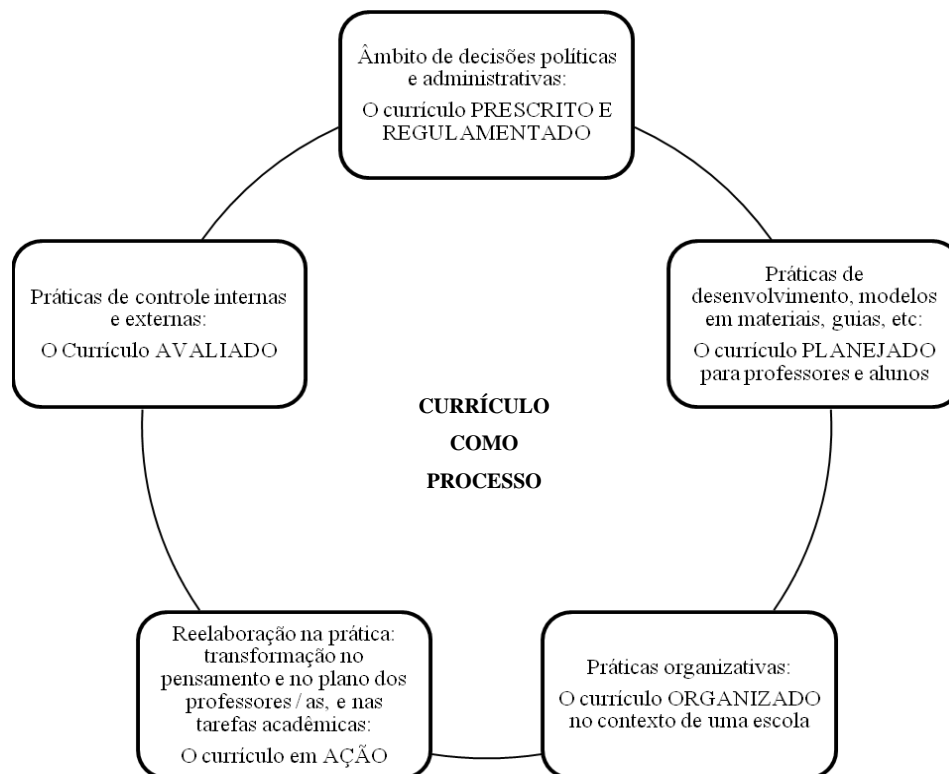 Âmbito de decisões políticas
e administrativas:
O currículo PRESCRITO E
REGULAMENTADO
Práticas de
desenvolvimento, modelos
em materiais, guias, etc:
O currículo PLANEJADO
para professores e alunos
Práticas de controle internas
e externas:
O Currículo AVALIADO
CURRÍCULO
COMO
PROCESSO
Práticas organizativas:
O currículo ORGANIZADO
no contexto de uma escola
Reelaboração na prática:
transformação no
pensamento e no plano dos
professores / as, e nas
tarefas acadêmicas:
O currículo em AÇÃO